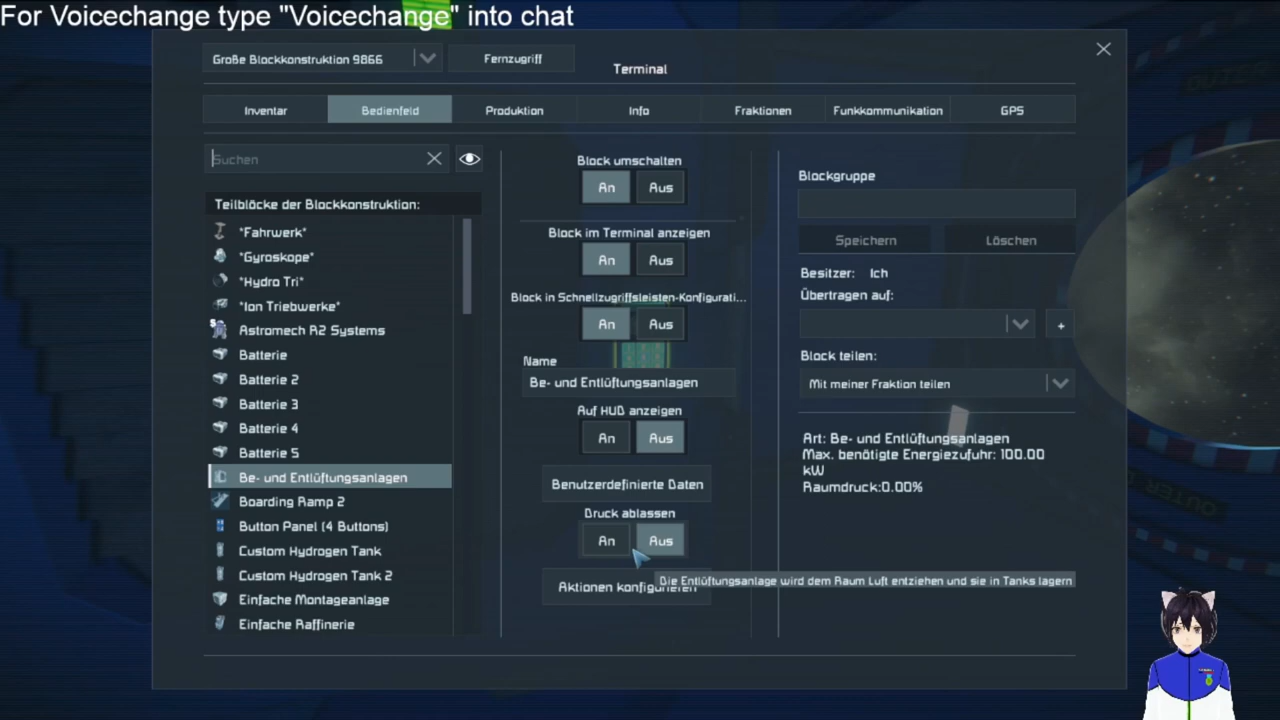 For Voicechange type "Voicechange" into chat
Große Blockkonstruktion 9866
Fernzugriff
Terminal
Inventar
Bedienfeld
Produktion
Info
Fraktionen
Funkkommunikation
GPS
Suchen
Teilblöcke der Blockkonstruktion:
*Fahrwerk*
*Gyroskope*
*Hydro Tri*
*Ion Triebwerke*
Astromech R2 Systems
Batterie
Batterie 2
Batterie 3
Batterie 4
Batterie 5
Be- und Entlüftungsanlagen
Boarding Ramp 2
Button Panel (4 Buttons)
Custom Hydrogen Tank
Custom Hydrogen Tank 2
Einfache Montageanlage
Einfache Raffinerie
Block umschalten
An Aus
Block im Terminal anzeigen
An Aus
Block in Schnellzugriffsleisten-Konfigurati...
An Aus
Name
Be- und Entlüftungsanlagen
Auf HUD anzeigen
An Aus
Benutzerdefinierte Daten
Druck ablassen
An Aus
Die Entlüftungsanlage wird dem Raum Luft entziehen und sie in Tanks lagern
Aktionen konfigurieren
Blockgruppe
Speichern Löschen
Besitzer: Ich
Übertragen auf:
+
Block teilen:
Mit meiner Fraktion teilen
Art: Be- und Entlüftungsanlagen
Max. benötigte Energiezufuhr: 100.00
kW
Raumdruck:0.00%